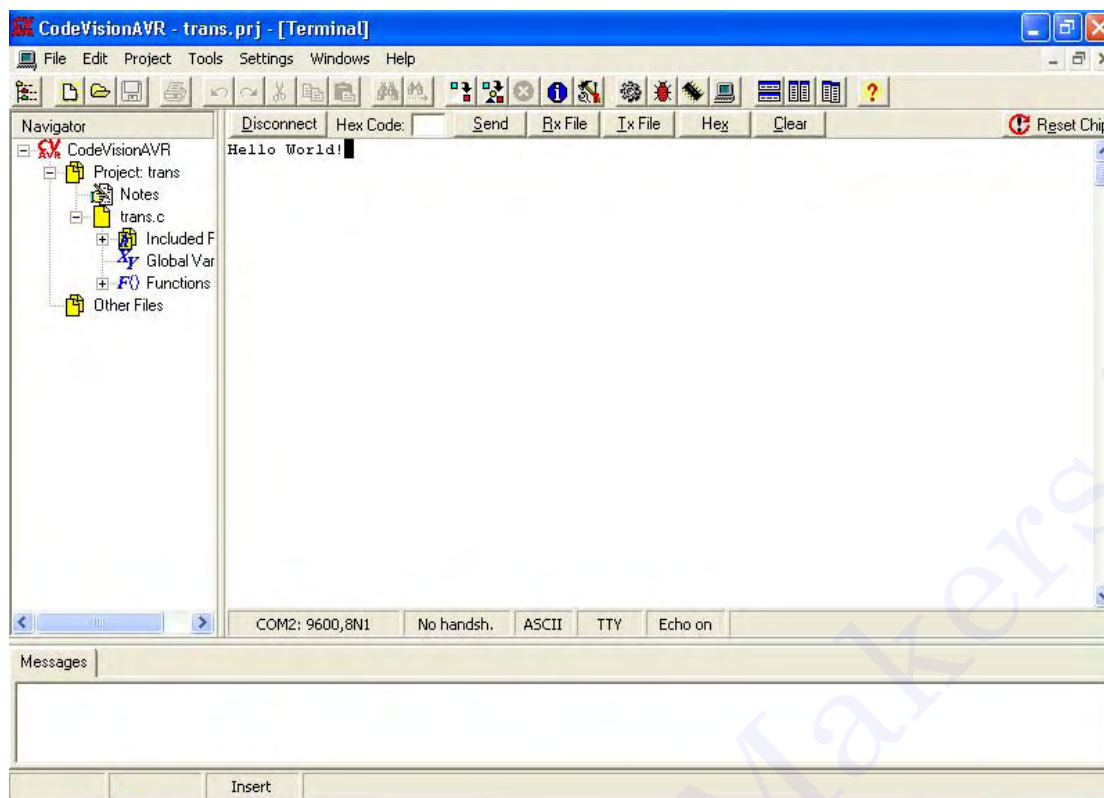 CodeVisionAVR - trans.prj - [Terminal]
File Edit Project Tools Settings Windows Help
Navigator
Disconnect Hex Code: Send Rx File Tx File Hex Clear Reset Chip
CodeVisionAVR
Hello World!
Project: trans
Notes
trans.c
Included F
Global Var
F() Functions
Other Files
COM2: 9600,8N1 No handsh. ASCII TTY Echo on
Messages
Insert
Makers